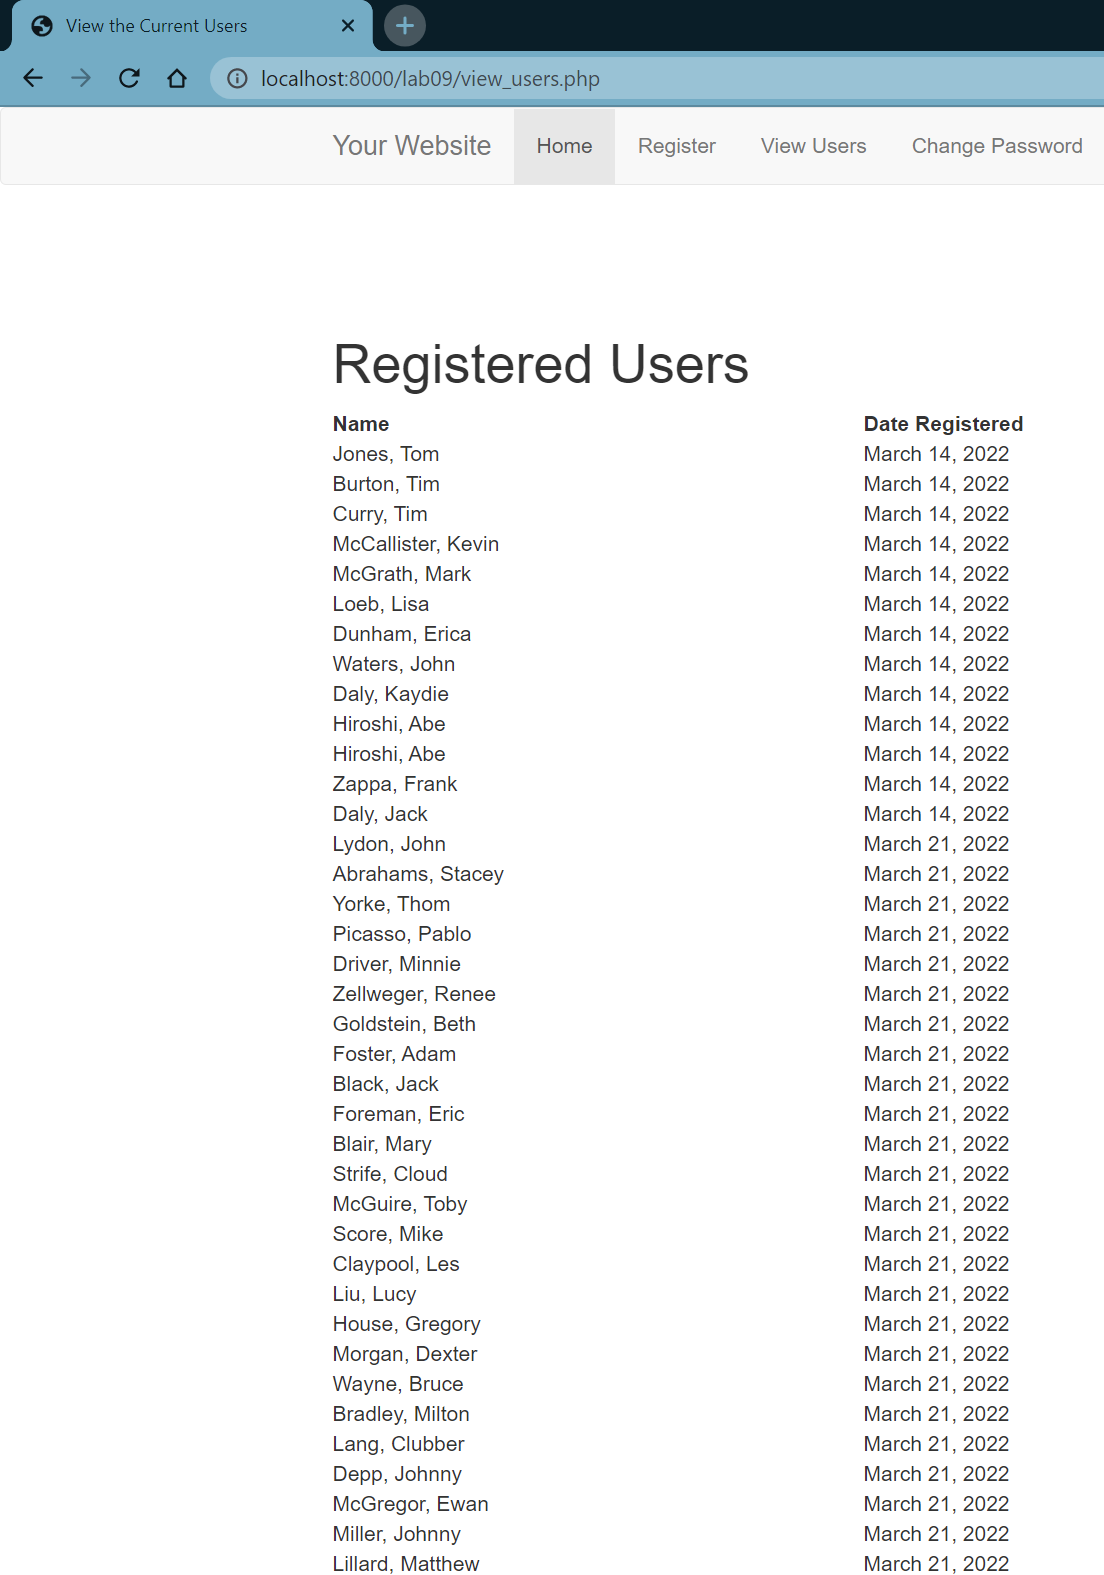 View the Current Users
localhost:8000/lab09/view_users.php
Your Website Home Register View Users Change Password
Registered Users
Name Date Registered
Jones, Tom March 14, 2022
Burton, Tim March 14, 2022
Curry, Tim March 14, 2022
McCallister, Kevin March 14, 2022
McGrath, Mark March 14, 2022
Loeb, Lisa March 14, 2022
Dunham, Erica March 14, 2022
Waters, John March 14, 2022
Daly, Kaydie March 14, 2022
Hiroshi, Abe March 14, 2022
Hiroshi, Abe March 14, 2022
Zappa, Frank March 14, 2022
Daly, Jack March 14, 2022
Lydon, John March 21, 2022
Abrahams, Stacey March 21, 2022
Yorke, Thom March 21, 2022
Picasso, Pablo March 21, 2022
Driver, Minnie March 21, 2022
Zellweger, Renee March 21, 2022
Goldstein, Beth March 21, 2022
Foster, Adam March 21, 2022
Black, Jack March 21, 2022
Foreman, Eric March 21, 2022
Blair, Mary March 21, 2022
Strife, Cloud March 21, 2022
McGuire, Toby March 21, 2022
Score, Mike March 21, 2022
Claypool, Les March 21, 2022
Liu, Lucy March 21, 2022
House, Gregory March 21, 2022
Morgan, Dexter March 21, 2022
Wayne, Bruce March 21, 2022
Bradley, Milton March 21, 2022
Lang, Clubber March 21, 2022
Depp, Johnny March 21, 2022
McGregor, Ewan March 21, 2022
Miller, Johnny March 21, 2022
Lillard, Matthew March 21, 2022